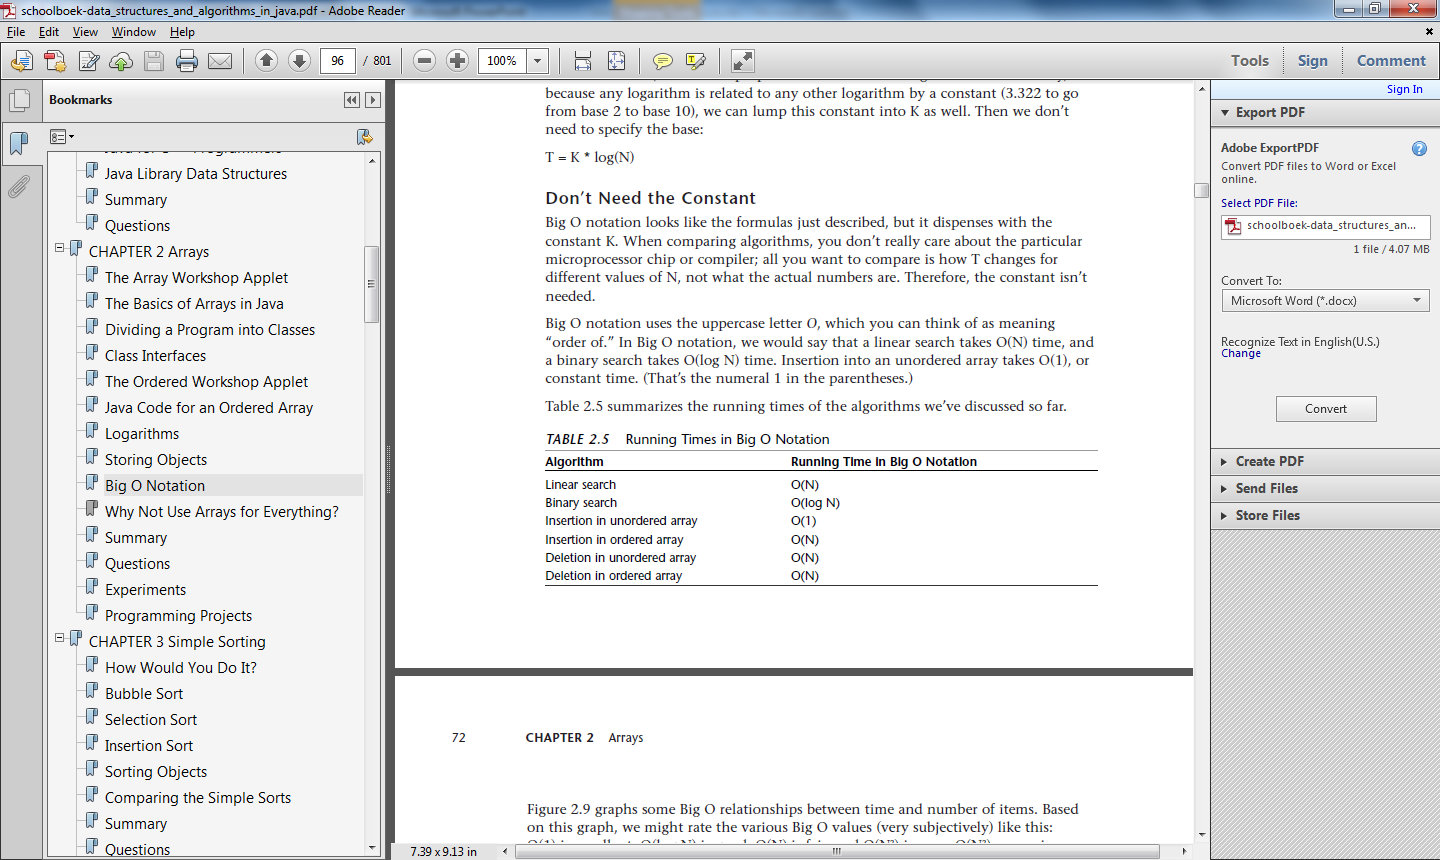 schoolboek-data_structures_and_algorithms_in_java.pdf - Adobe Reader
File Edit View Window Help
96 / 801 100% Tools Sign Comment
Bookmarks
Java Library Data Structures
Summary
Questions
CHAPTER 2 Arrays
The Array Workshop Applet
The Basics of Arrays in Java
Dividing a Program into Classes
Class Interfaces
The Ordered Workshop Applet
Java Code for an Ordered Array
Logarithms
Storing Objects
Big O Notation
Why Not Use Arrays for Everything?
Summary
Questions
Experiments
Programming Projects
CHAPTER 3 Simple Sorting
How Would You Do It?
Bubble Sort
Selection Sort
Insertion Sort
Sorting Objects
Comparing the Simple Sorts
Summary
Questions
because any logarithm is related to any other logarithm by a constant (3.322 to go
from base 2 to base 10), we can lump this constant into K as well. Then we don’t
need to specify the base:
T = K * log(N)
Don’t Need the Constant
Big O notation looks like the formulas just described, but it dispenses with the
constant K. When comparing algorithms, you don’t really care about the particular
microprocessor chip or compiler; all you want to compare is how T changes for
different values of N, not what the actual numbers are. Therefore, the constant isn’t
needed.
Big O notation uses the uppercase letter O, which you can think of as meaning
“order of.” In Big O notation, we would say that a linear search takes O(N) time, and
a binary search takes O(log N) time. Insertion into an unordered array takes O(1), or
constant time. (That’s the numeral 1 in the parentheses.)
Table 2.5 summarizes the running times of the algorithms we’ve discussed so far.
TABLE 2.5 Running Times in Big O Notation
Algorithm Running Time in Big O Notation
Linear search O(N)
Binary search O(log N)
Insertion in unordered array O(1)
Insertion in ordered array O(N)
Deletion in unordered array O(N)
Deletion in ordered array O(N)
72 CHAPTER 2 Arrays
Figure 2.9 graphs some Big O relationships between time and number of items. Based
on this graph, we might rate the various Big O values (very subjectively) like this:
7.39 x 9.13 in
Sign In
Export PDF
Adobe ExportPDF
Convert PDF files to Word or Excel
online.
Select PDF File:
schoolboek-data_structures_an...
1 file / 4.07 MB
Convert To:
Microsoft Word (*.docx)
Recognize Text in English(U.S.)
Change
Convert
Create PDF
Send Files
Store Files